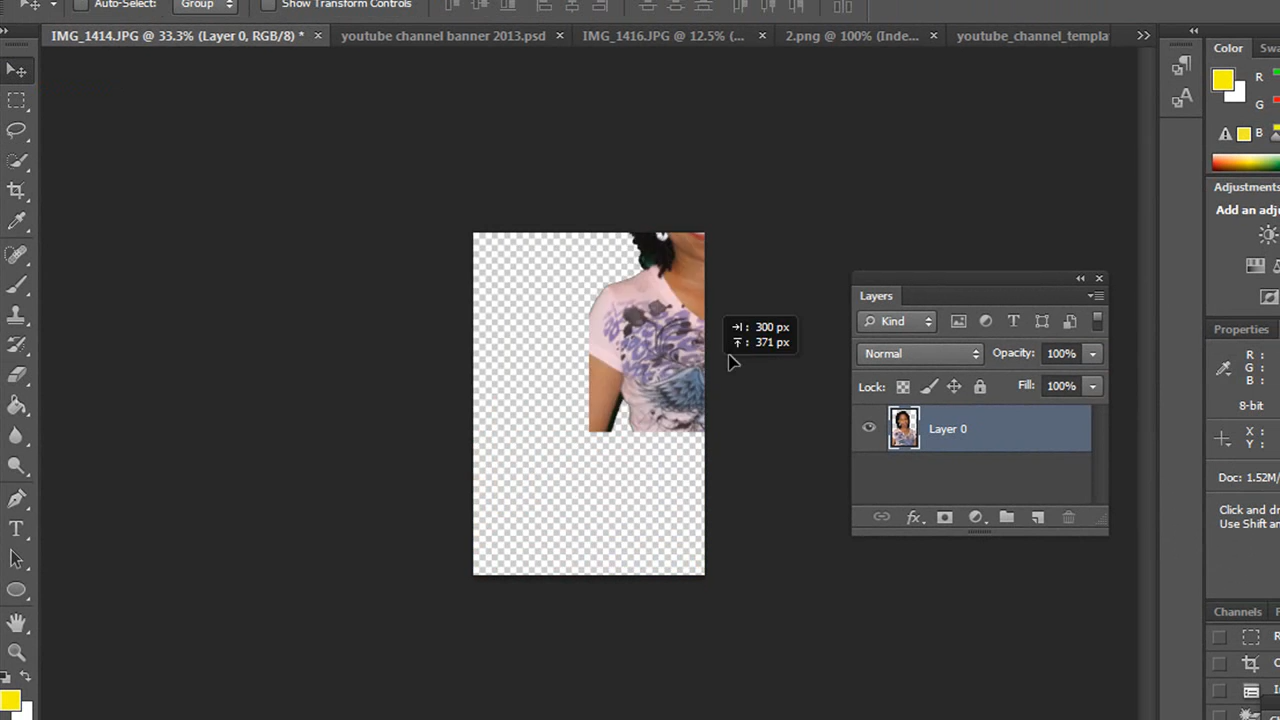 Auto-Select:
Group
Show Transform Controls
IMG_1414.JPG @ 33.3% (Layer 0, RGB/8) * ×
youtube channel banner 2013.psd ×
IMG_1416.JPG @ 12.5% (... ×
2.png @ 100% (Inde... ×
youtube_channel_templa
Color
Swa
R
G
B
Adjustments
Add an adj
300 px
371 px
Layers
Kind
Normal
Opacity: 100%
Lock:
Fill: 100%
Layer 0
fx
Properties
R :
G :
B :
8-bit
X :
Y :
Doc: 1.52M/
Click and dr
Use Shift an
Channels